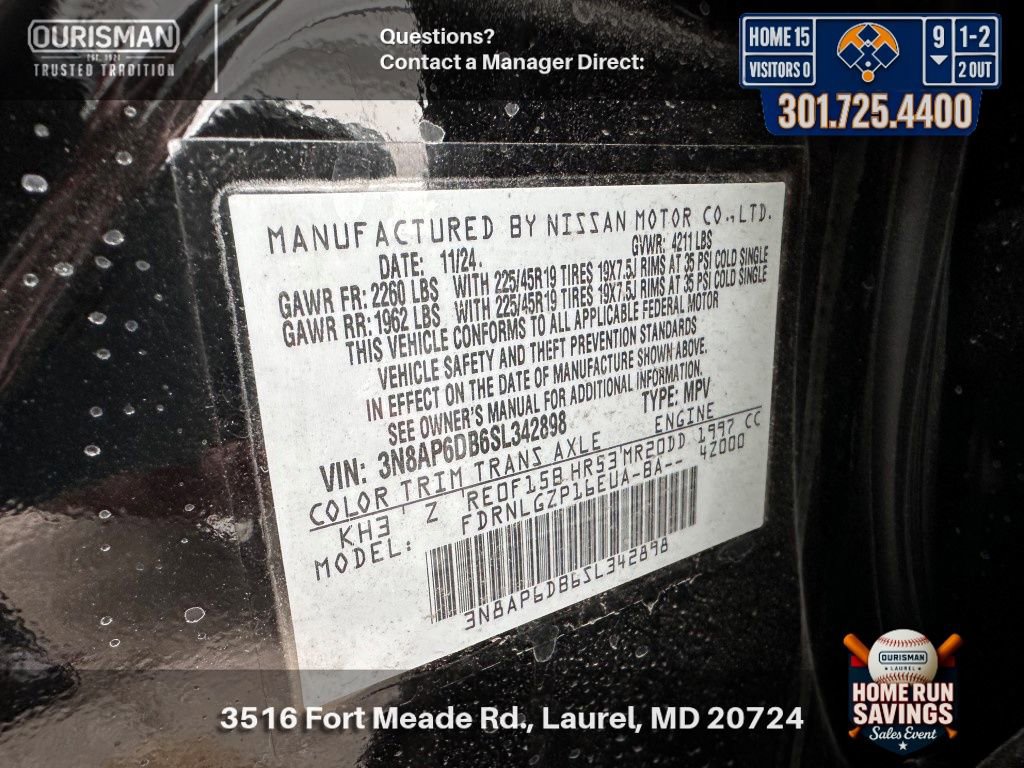 OURISMAN
EST. 1921
TRUSTED TRADITION
Questions?
Contact a Manager Direct:
HOME 15
VISITORS 0
9
1-2
2 OUT
301.725.4400
MANUFACTURED BY NISSAN MOTOR CO.,LTD.
DATE: 11/24. GVWR: 4211 LBS
GAWR FR: 2260 LBS WITH 225/45R19 TIRES 19X7.5J RIMS AT 35 PSI COLD SINGLE
GAWR RR: 1962 LBS WITH 225/45R19 TIRES 19X7.5J RIMS AT 35 PSI COLD SINGLE
THIS VEHICLE CONFORMS TO ALL APPLICABLE FEDERAL MOTOR
VEHICLE SAFETY AND THEFT PREVENTION STANDARDS
IN EFFECT ON THE DATE OF MANUFACTURE SHOWN ABOVE.
SEE OWNER'S MANUAL FOR ADDITIONAL INFORMATION.
VIN: 3N8AP6DB6SL342898 TYPE: MPV
COLOR TRIM TRANS AXLE ENGINE
KH3 ' Z RE0F15B HR53 MR20DD 1997 CC
MODEL: FDRNLGZP16EUA-BA-- 4Z000
3N8AP6DB6SL342898
3516 Fort Meade Rd., Laurel, MD 20724
OURISMAN
LAUREL
HOME RUN
SAVINGS
Sales Event